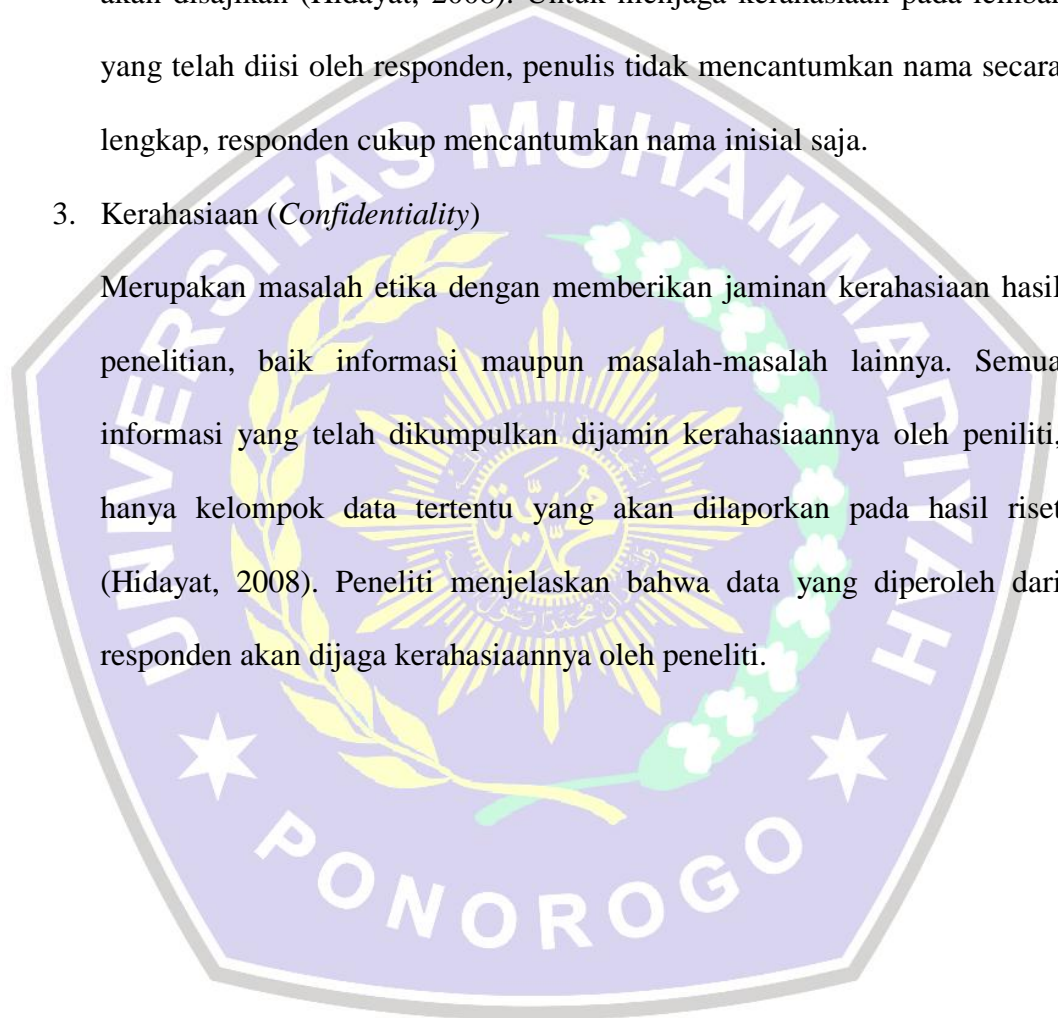 akan disajikan (Hidayat, 2008). Untuk menjaga kerahasiaan pada lembar
yang telah diisi oleh responden, penulis tidak mencantumkan nama secara
lengkap, responden cukup mencantumkan nama inisial saja.
3. Kerahasiaan (Confidentiality)
Merupakan masalah etika dengan memberikan jaminan kerahasiaan hasil
penelitian, baik informasi maupun masalah-masalah lainnya. Semua
informasi yang telah dikumpulkan dijamin kerahasiaannya oleh peniliti,
hanya kelompok data tertentu yang akan dilaporkan pada hasil riset
(Hidayat, 2008). Peneliti menjelaskan bahwa data yang diperoleh dari
responden akan dijaga kerahasiaannya oleh peneliti.
UNIVERSITAS MUHAMMADIYAH
PONOROGO